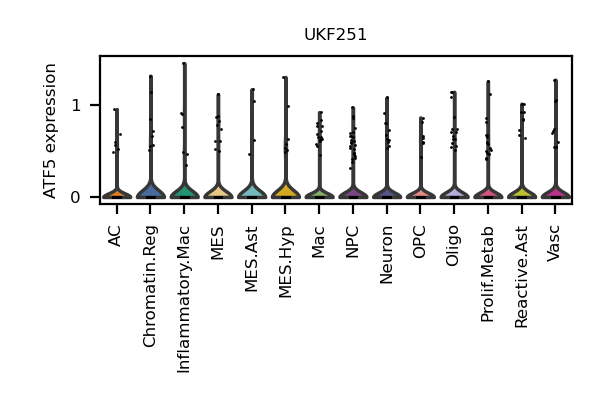 UKF251
ATF5 expression
1
0
AC
Chromatin.Reg
Inflammatory.Mac
MES
MES.Ast
MES.Hyp
Mac
NPC
Neuron
OPC
Oligo
Prolif.Metab
Reactive.Ast
Vasc